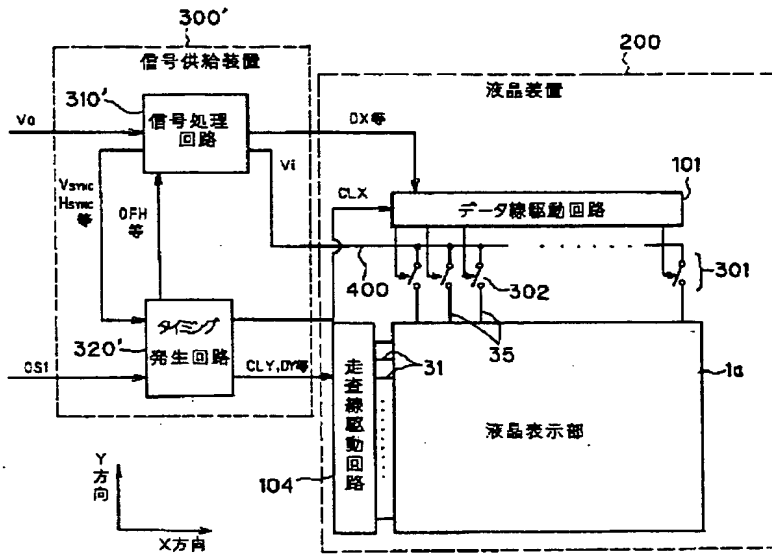 300'
信号供給装置
200
液晶装置
310'
Va
信号処理
回路
DX等
VSYNC
HSYNC
等
OFH
等
Vi
CLX
101
データ線駆動回路
400
302
301
35
タイミング
発生回路
320'
OS1
CLY,DY等
31
1a
走査線駆動回路
液晶表示部
104
Y
方向
X方向